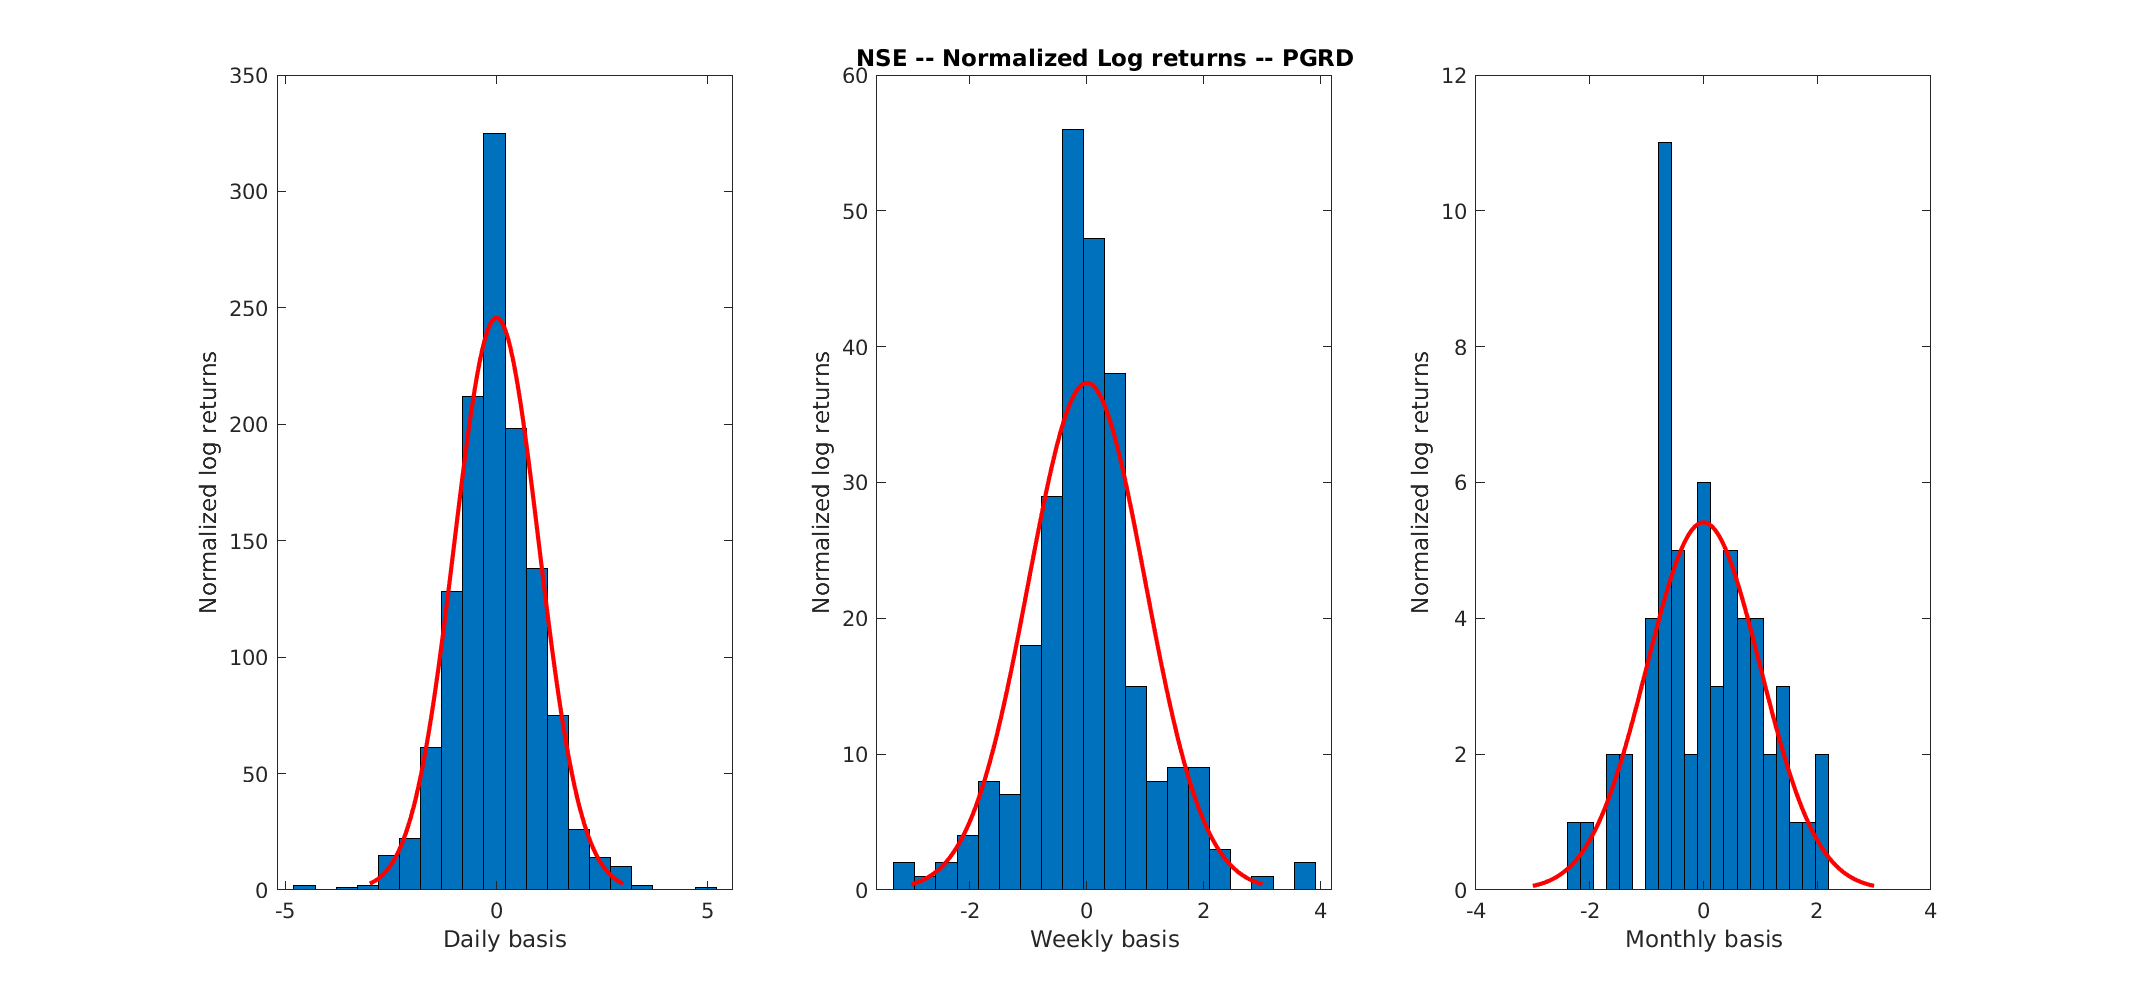 NSE -- Normalized Log returns -- PGRD
350
300
250
200
150
100
50
0
-5 0 5
Normalized log returns
Daily basis
60
50
40
30
20
10
0
-2 0 2 4
Normalized log returns
Weekly basis
12
10
8
6
4
2
0
-4 -2 0 2 4
Normalized log returns
Monthly basis